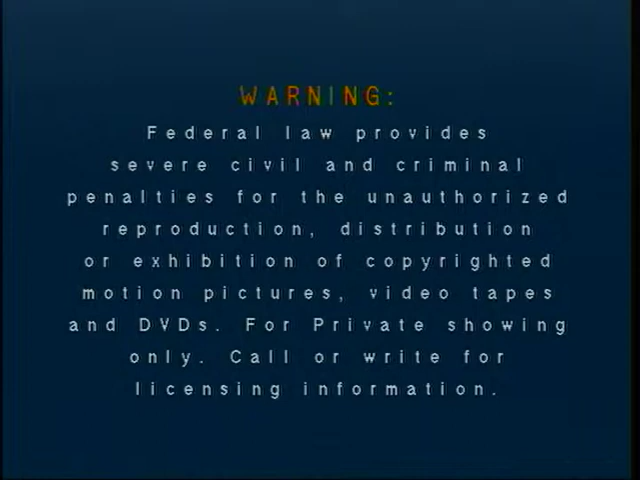 WARNING:
Federal law provides
severe civil and criminal
penalties for the unauthorized
reproduction, distribution
or exhibition of copyrighted
motion pictures, video tapes
and DVDs. For Private showing
only. Call or write for
licensing information.